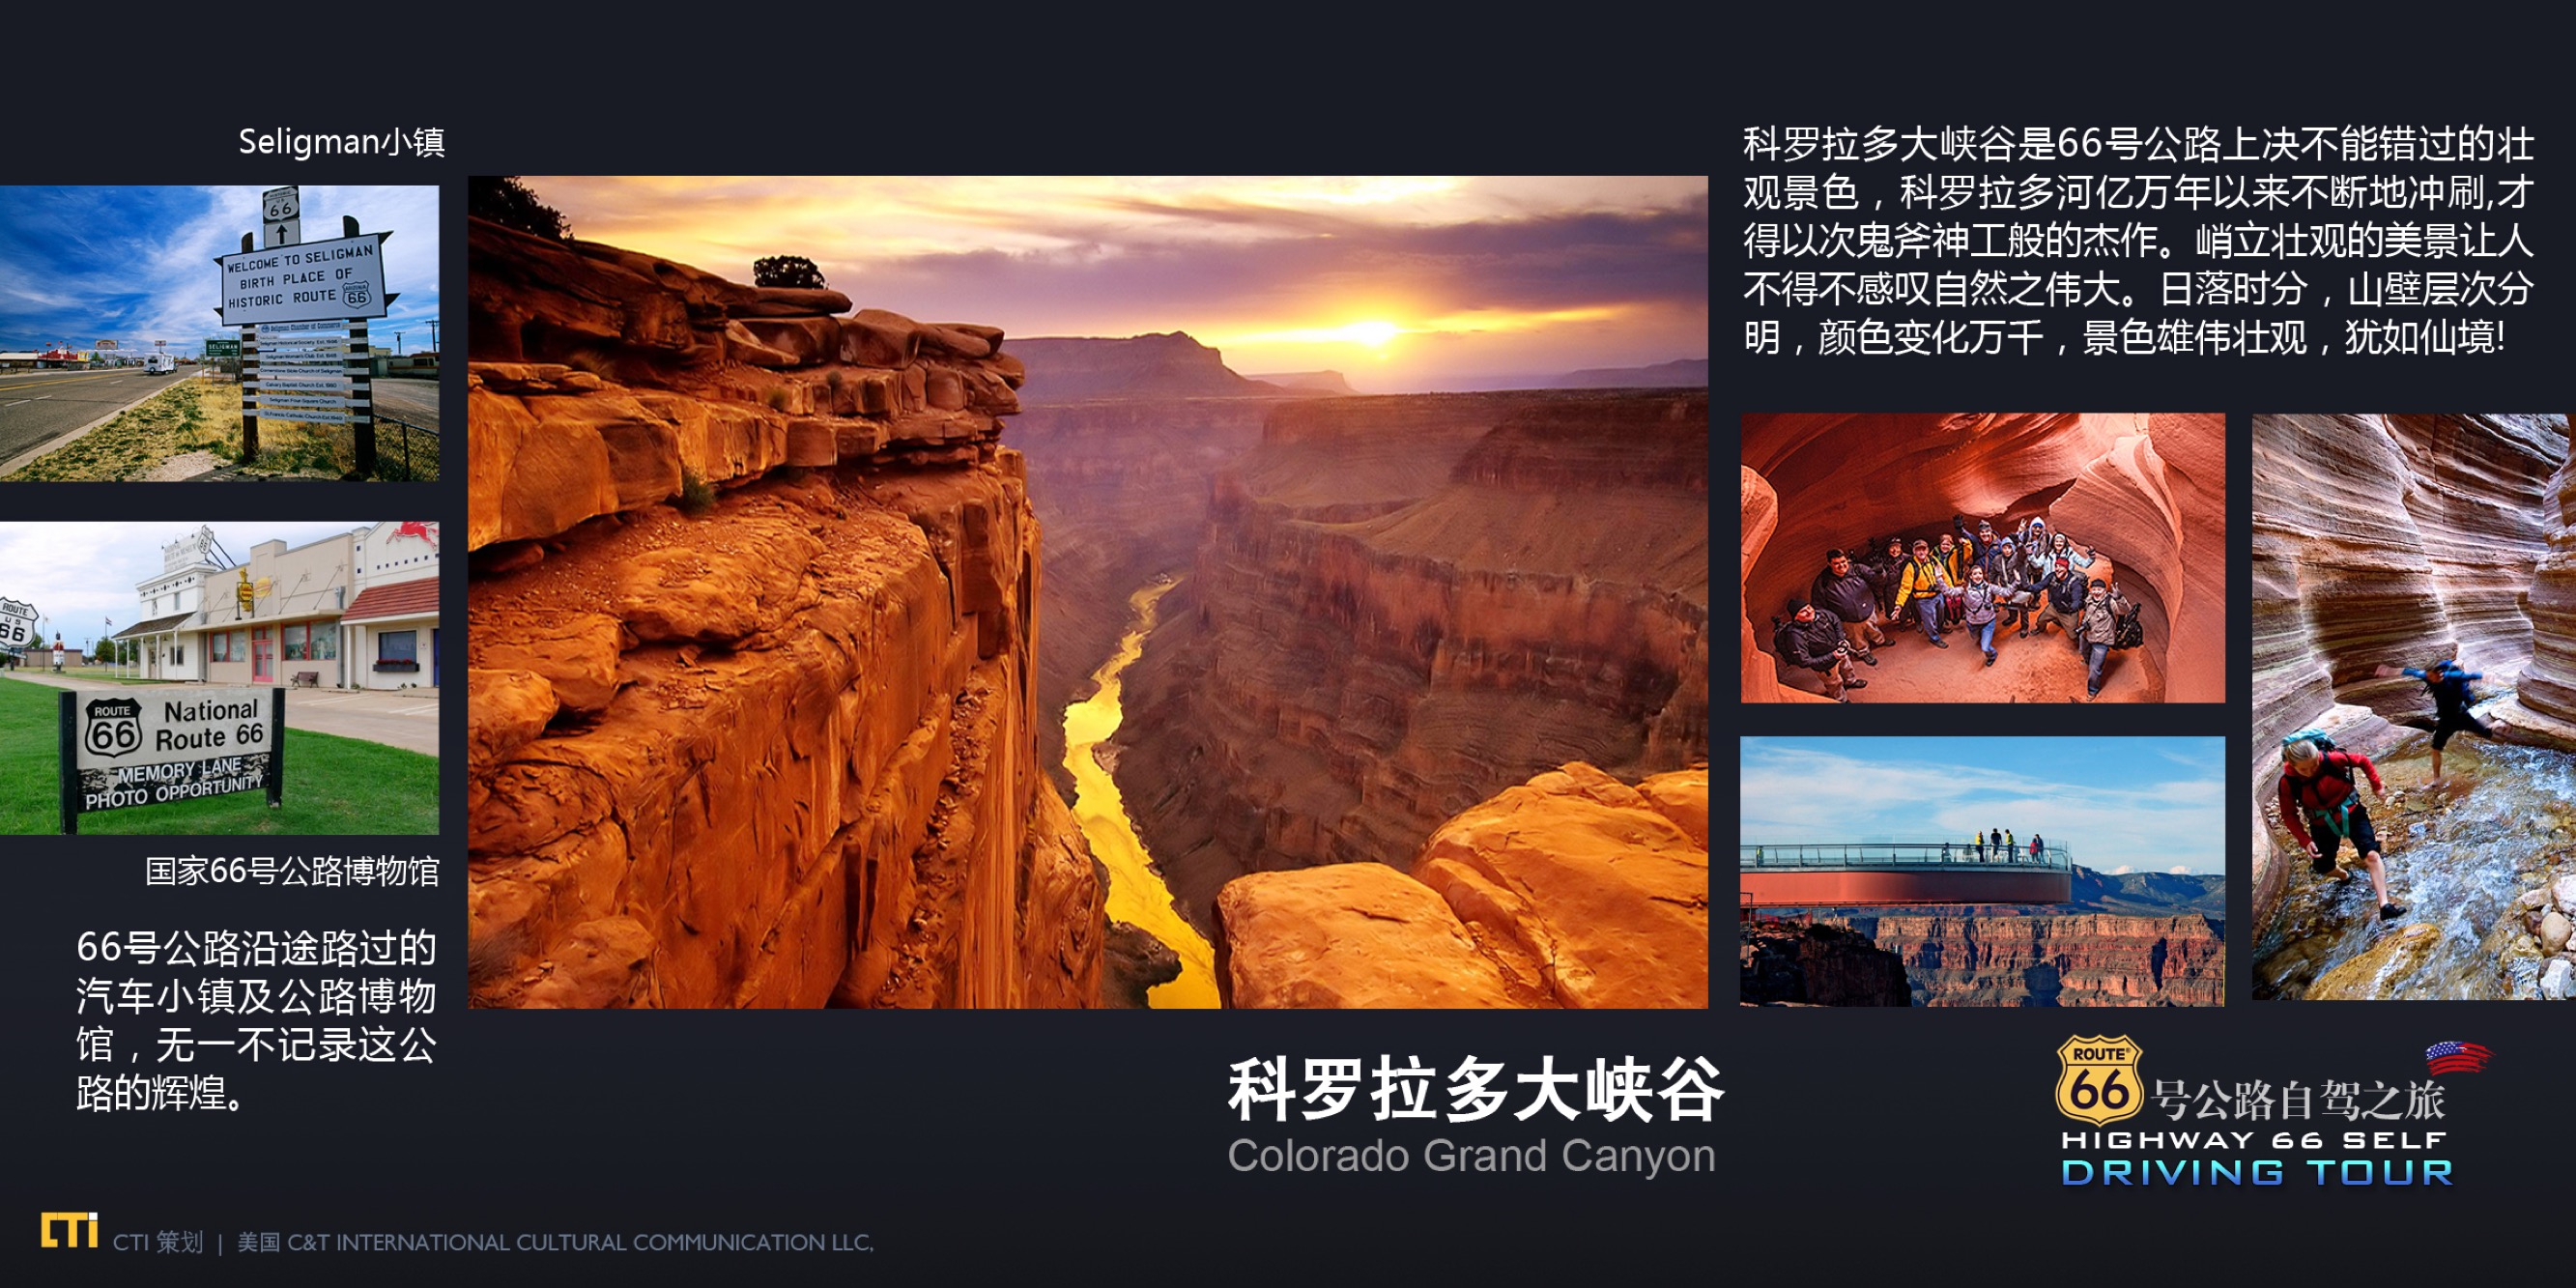 Seligman小镇
66
WELCOME TO SELIGMAN
BIRTH PLACE OF
HISTORIC ROUTE 66
Seligman Chamber of Commerce
SELIGMAN
ROUTE
US
66
ROUTE
66
National
Route 66
MEMORY LANE
PHOTO OPPORTUNITY
国家66号公路博物馆
66号公路沿途路过的
汽车小镇及公路博物
馆，无一不记录这公
路的辉煌。
科罗拉多大峡谷
Colorado Grand Canyon
科罗拉多大峡谷是66号公路上决不能错过的壮
观景色，科罗拉多河亿万年以来不断地冲刷,才
得以次鬼斧神工般的杰作。峭立壮观的美景让人
不得不感叹自然之伟大。日落时分，山壁层次分
明，颜色变化万千，景色雄伟壮观，犹如仙境!
ROUTE
66
号公路自驾之旅
HIGHWAY 66 SELF
DRIVING TOUR
CTi CTI 策划 | 美国 C&T INTERNATIONAL CULTURAL COMMUNICATION LLC,